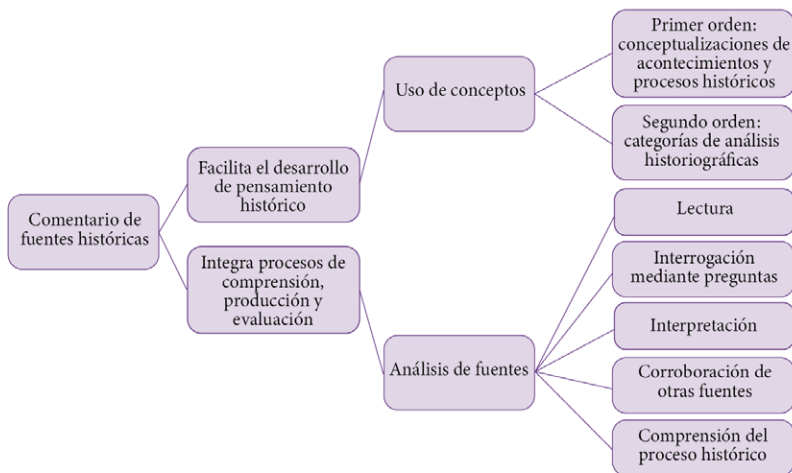 Comentario de
fuentes históricas
Facilita el desarrollo
de pensamiento
histórico
Integra procesos de
comprensión,
producción y
evaluación
Uso de conceptos
Análisis de fuentes
Primer orden:
conceptualizaciones de
acontecimientos y
procesos históricos
Segundo orden:
categorías de análisis
historiográficas
Lectura
Interrogación
mediante preguntas
Interpretación
Corroboración de
otras fuentes
Comprensión del
proceso histórico